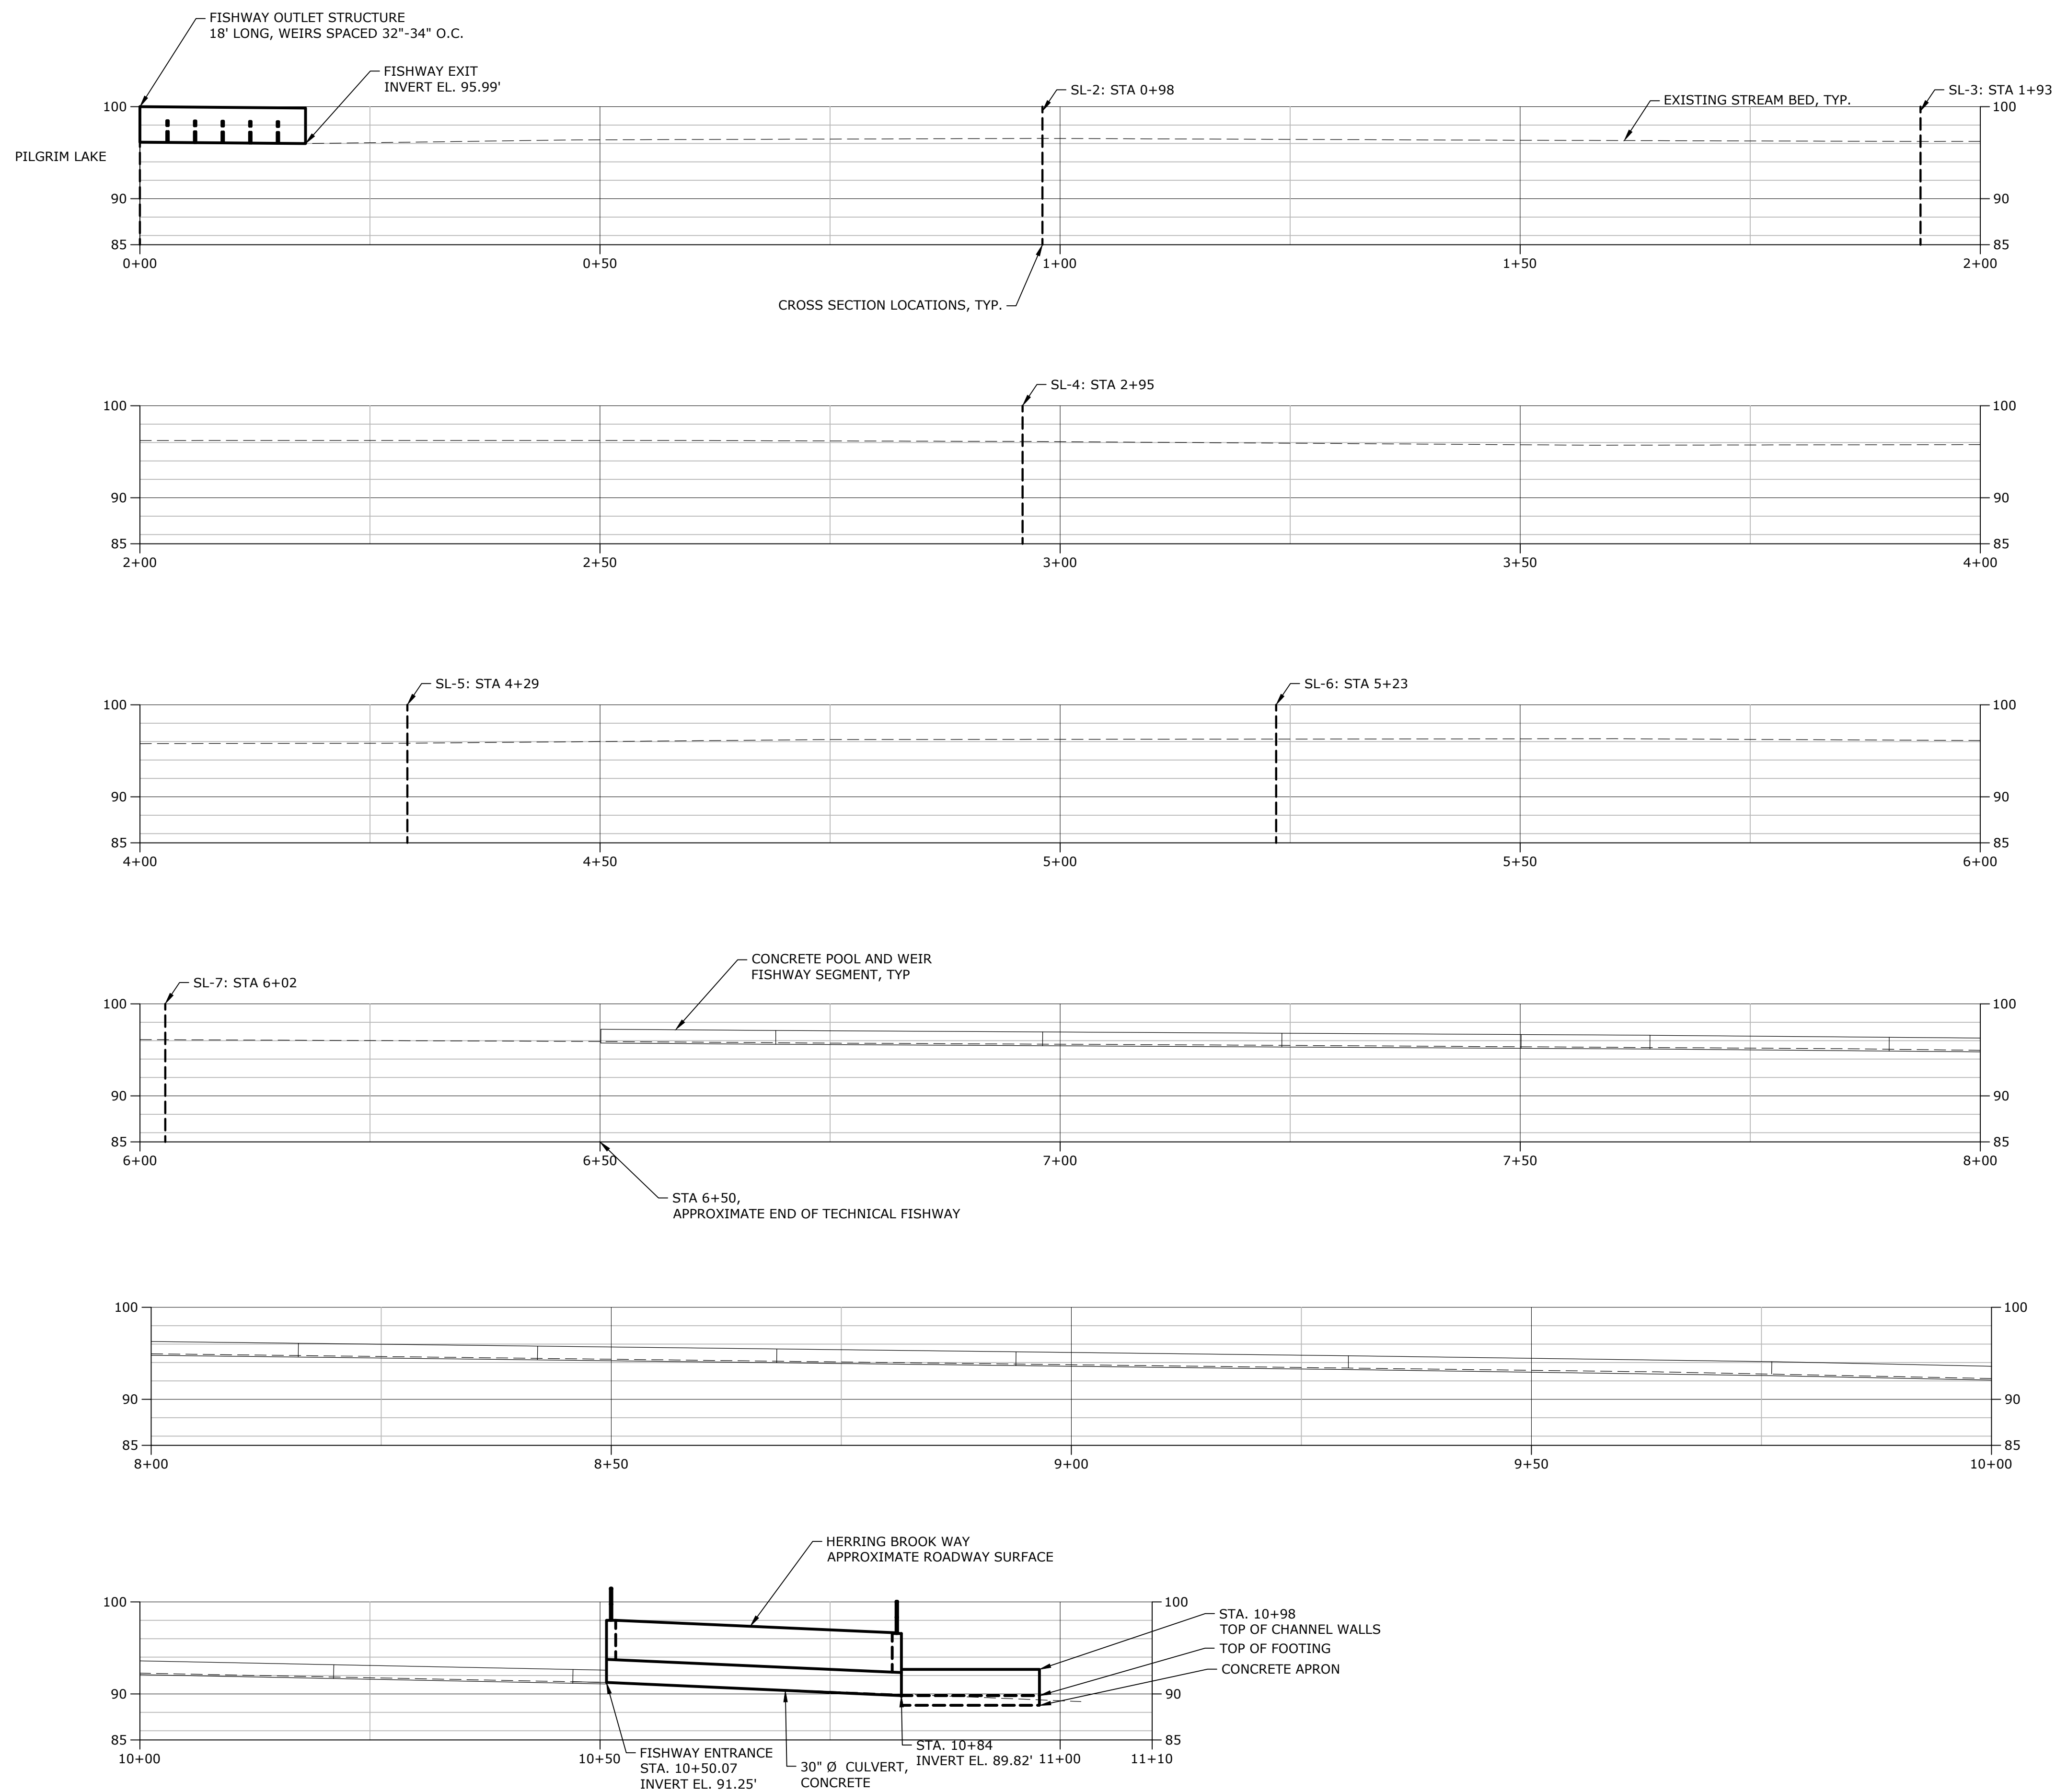 FISHWAY OUTLET STRUCTURE
18' LONG, WEIRS SPACED 32"-34" O.C.
FISHWAY EXIT
INVERT EL. 95.99'
SL-2: STA 0+98
EXISTING STREAM BED, TYP.
SL-3: STA 1+93
100
100
PILGRIM LAKE
90
90
85
85
0+00
0+50
1+00
1+50
2+00
CROSS SECTION LOCATIONS, TYP.
SL-4: STA 2+95
100
100
90
90
85
85
2+00
2+50
3+00
3+50
4+00
SL-5: STA 4+29
SL-6: STA 5+23
100
100
90
90
85
85
4+00
4+50
5+00
5+50
6+00
CONCRETE POOL AND WEIR
FISHWAY SEGMENT, TYP
SL-7: STA 6+02
100
100
90
90
85
85
6+00
6+50
7+00
7+50
8+00
STA 6+50,
APPROXIMATE END OF TECHNICAL FISHWAY
100
100
90
90
85
85
8+00
8+50
9+00
9+50
10+00
HERRING BROOK WAY
APPROXIMATE ROADWAY SURFACE
100
100
STA. 10+98
TOP OF CHANNEL WALLS
TOP OF FOOTING
CONCRETE APRON
90
90
85
85
10+00
10+50
11+00
11+10
FISHWAY ENTRANCE
STA. 10+50.07
INVERT EL. 91.25'
30" Ø CULVERT,
CONCRETE
STA. 10+84
INVERT EL. 89.82'